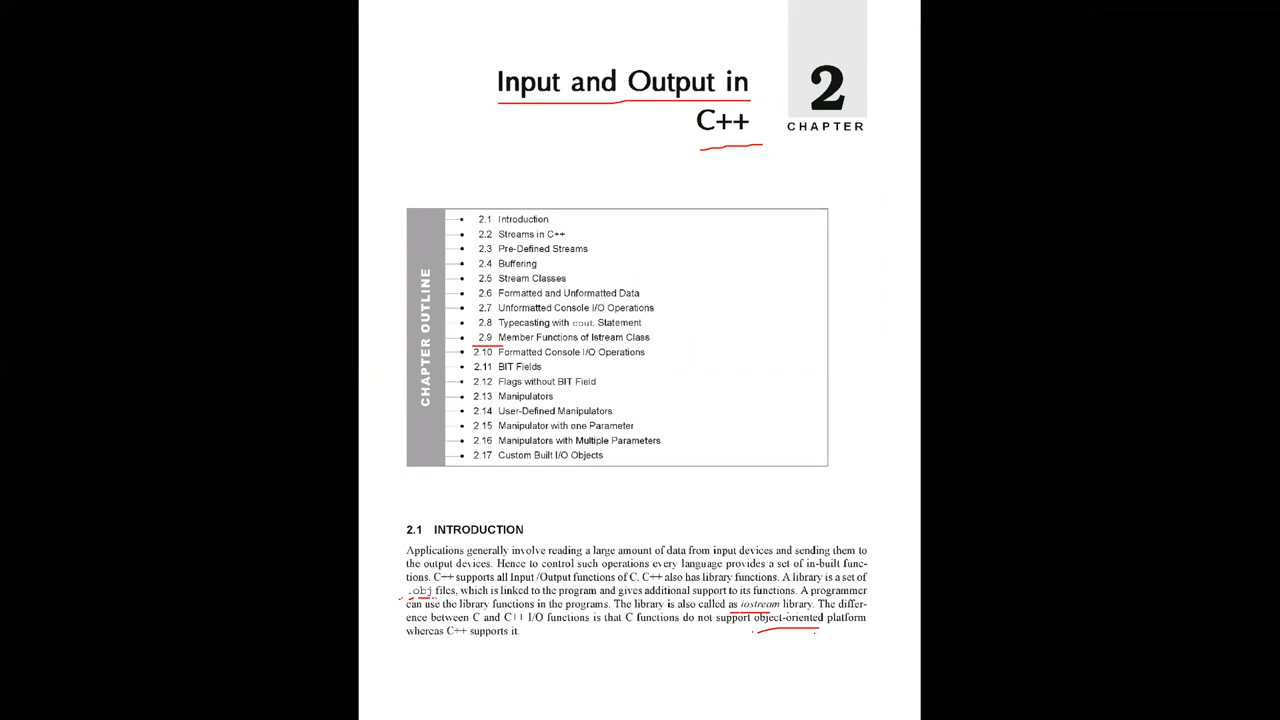 Input and Output in
C++
2
CHAPTER
CHAPTER OUTLINE
2.1 Introduction
2.2 Streams in C++
2.3 Pre-Defined Streams
2.4 Buffering
2.5 Stream Classes
2.6 Formatted and Unformatted Data
2.7 Unformatted Console I/O Operations
2.8 Typecasting with cout Statement
2.9 Member Functions of Istream Class
2.10 Formatted Console I/O Operations
2.11 BIT Fields
2.12 Flags without BIT Field
2.13 Manipulators
2.14 User-Defined Manipulators
2.15 Manipulator with one Parameter
2.16 Manipulators with Multiple Parameters
2.17 Custom Built I/O Objects
2.1 INTRODUCTION
Applications generally involve reading a large amount of data from input devices and sending them to
the output devices. Hence to control such operations every language provides a set of in-built func-
tions. C++ supports all Input /Output functions of C. C++ also has library functions. A library is a set of
.obj files, which is linked to the program and gives additional support to its functions. A programmer
can use the library functions in the programs. The library is also called as iostream library. The differ-
ence between C and C++ I/O functions is that C functions do not support object-oriented platform
whereas C++ supports it.